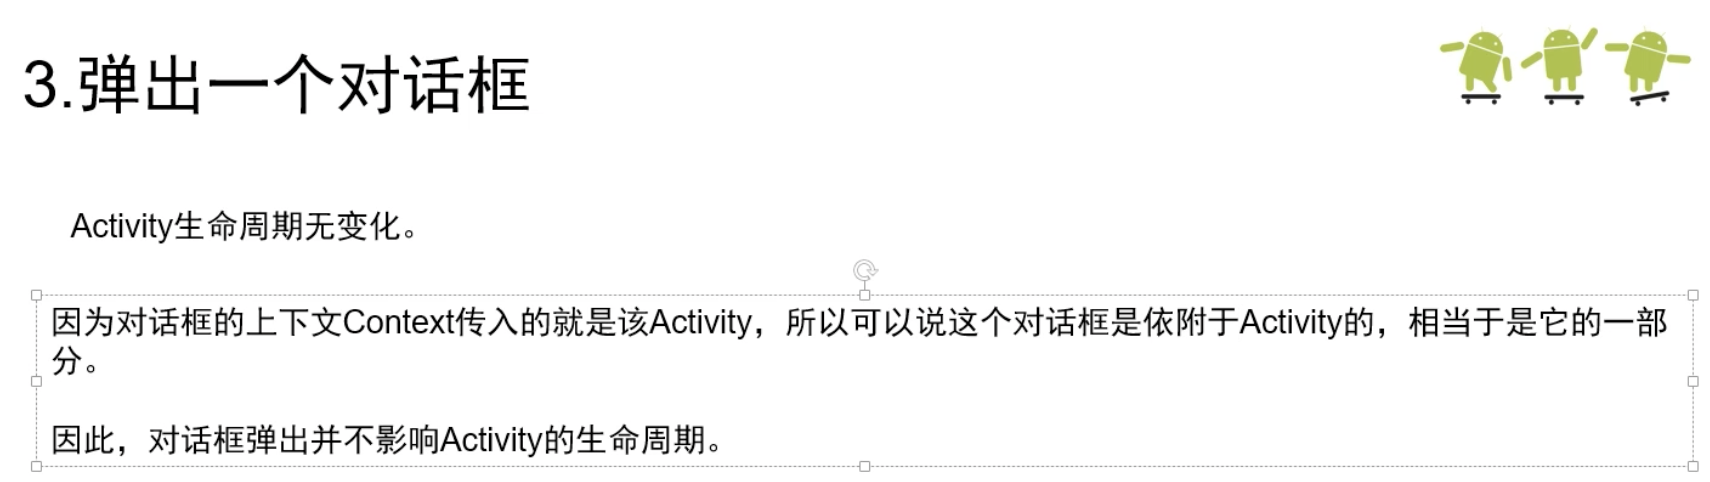 3.弹出一个对话框
Activity生命周期无变化。
因为对话框的上下文Context传入的就是该Activity，所以可以说这个对话框是依附于Activity的，相当于是它的一部
分。
因此，对话框弹出并不影响Activity的生命周期。